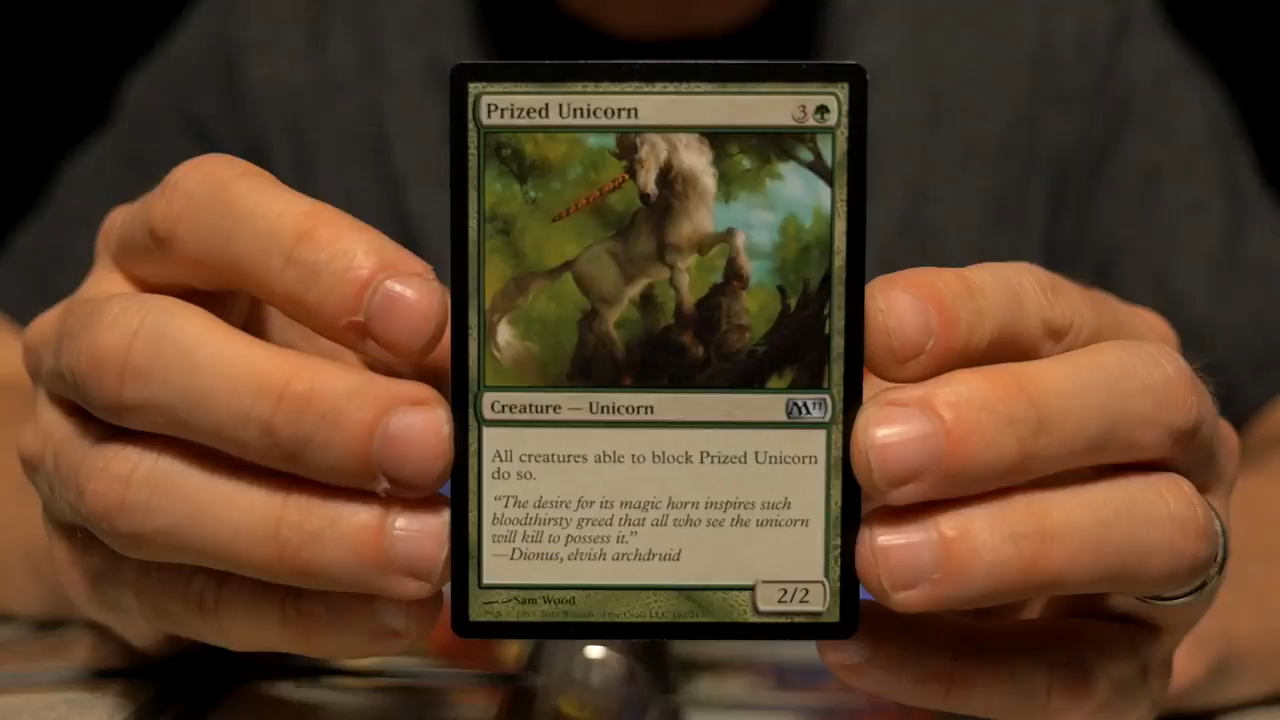 Prized Unicorn 3
Creature — Unicorn M11
All creatures able to block Prized Unicorn
do so.
“The desire for its magic horn inspires such
bloodthirsty greed that all who see the unicorn
will kill to possess it.”
—Dionus, elvish archdruid
2/2
Sam Wood